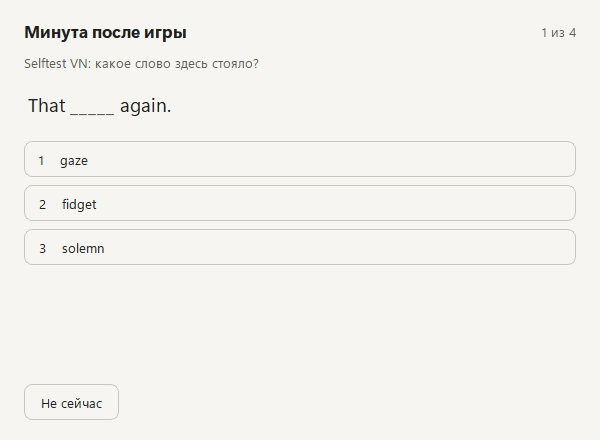 Минута после игры
1 из 4
Selftest VN: какое слово здесь стояло?
That _____ again.
1 gaze
2 fidget
3 solemn
Не сейчас